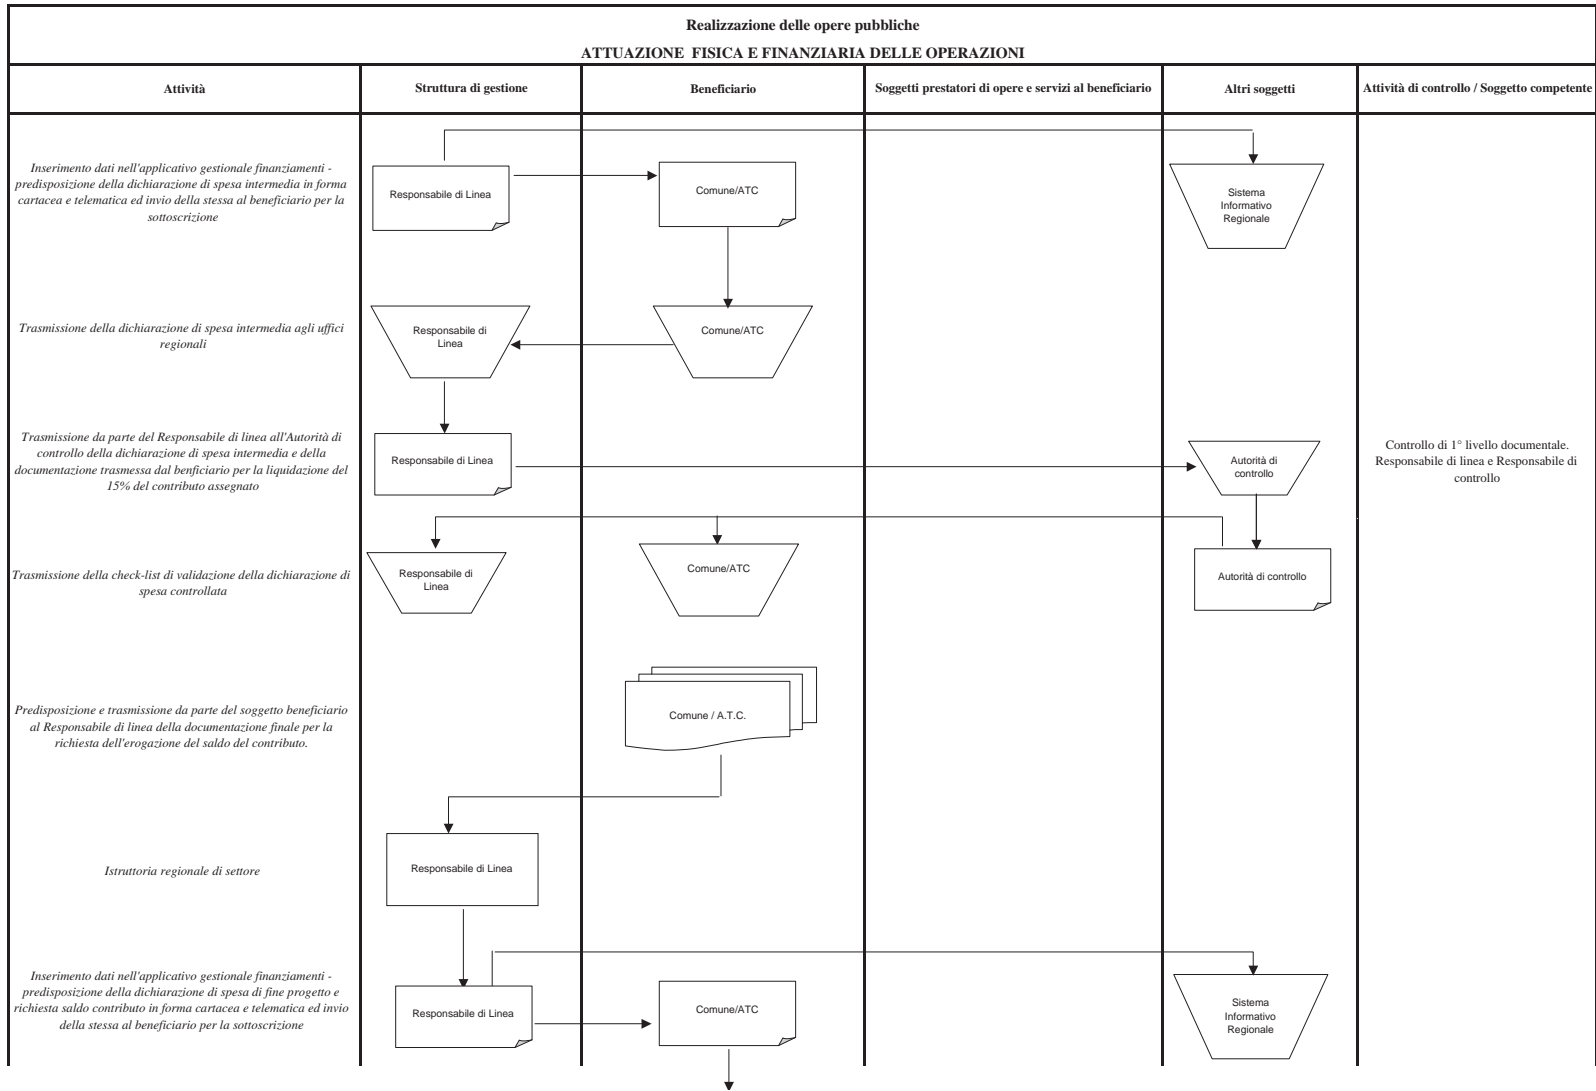 Realizzazione delle opere pubbliche
ATTUAZIONE FISICA E FINANZIARIA DELLE OPERAZIONI
Attività
Struttura di gestione
Beneficiario
Soggetti prestatori di opere e servizi al beneficiario
Altri soggetti
Attività di controllo / Soggetto competente
Inserimento dati nell'applicativo gestionale finanziamenti -
predisposizione della dichiarazione di spesa intermedia in forma
cartacea e telematica ed invio della stessa al beneficiario per la
sottoscrizione
Responsabile di Linea
Comune/ATC
Sistema
Informativo
Regionale
Trasmissione della dichiarazione di spesa intermedia agli uffici
regionali
Responsabile di
Linea
Comune/ATC
Trasmissione da parte del Responsabile di linea all'Autorità di
controllo della dichiarazione di spesa intermedia e della
documentazione trasmessa dal benficiario per la liquidazione del
15% del contributo assegnato
Responsabile di Linea
Autorità di
controllo
Controllo di 1° livello documentale.
Responsabile di linea e Responsabile di
controllo
Trasmissione della check-list di validazione della dichiarazione di
spesa controllata
Responsabile di
Linea
Comune/ATC
Autorità di controllo
Predisposizione e trasmissione da parte del soggetto beneficiario
al Responsabile di linea della documentazione finale per la
richiesta dell'erogazione del saldo del contributo.
Comune / A.T.C.
Istruttoria regionale di settore
Responsabile di Linea
Inserimento dati nell'applicativo gestionale finanziamenti -
predisposizione della dichiarazione di spesa di fine progetto e
richiesta saldo contributo in forma cartacea e telematica ed invio
della stessa al beneficiario per la sottoscrizione
Responsabile di Linea
Comune/ATC
Sistema
Informativo
Regionale